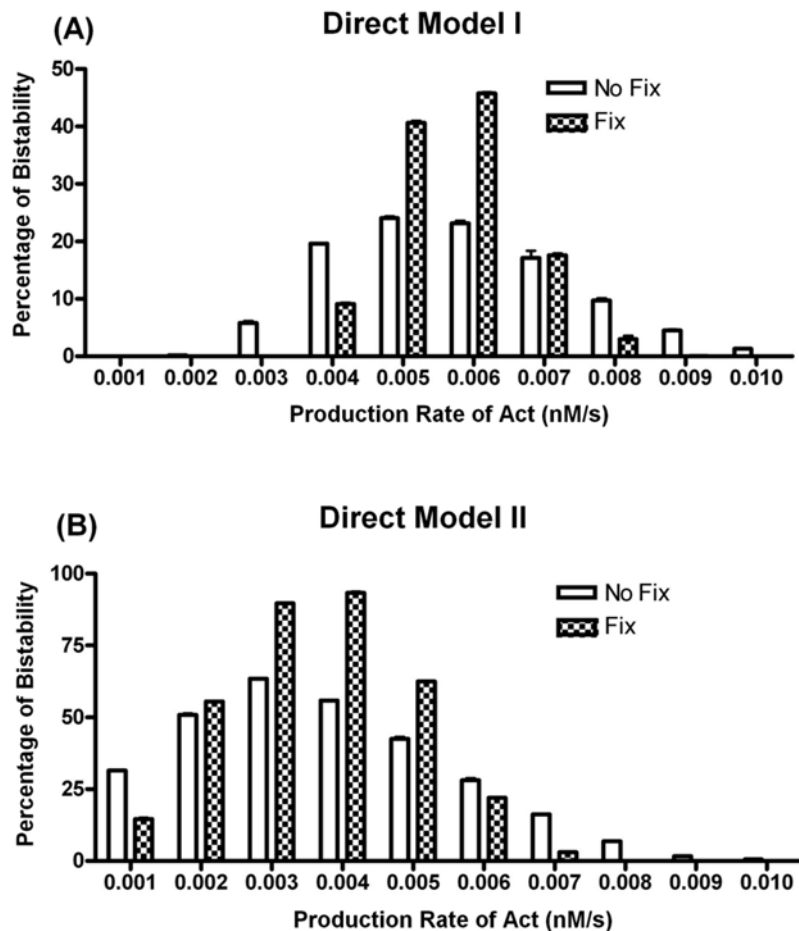 (A)
Direct Model I
Percentage of Bistability
50
40
30
20
10
0
No Fix
Fix
0.001 0.002 0.003 0.004 0.005 0.006 0.007 0.008 0.009 0.010
Production Rate of Act (nM/s)
(B)
Direct Model II
Percentage of Bistability
100
75
50
25
0
No Fix
Fix
0.001 0.002 0.003 0.004 0.005 0.006 0.007 0.008 0.009 0.010
Production Rate of Act (nM/s)